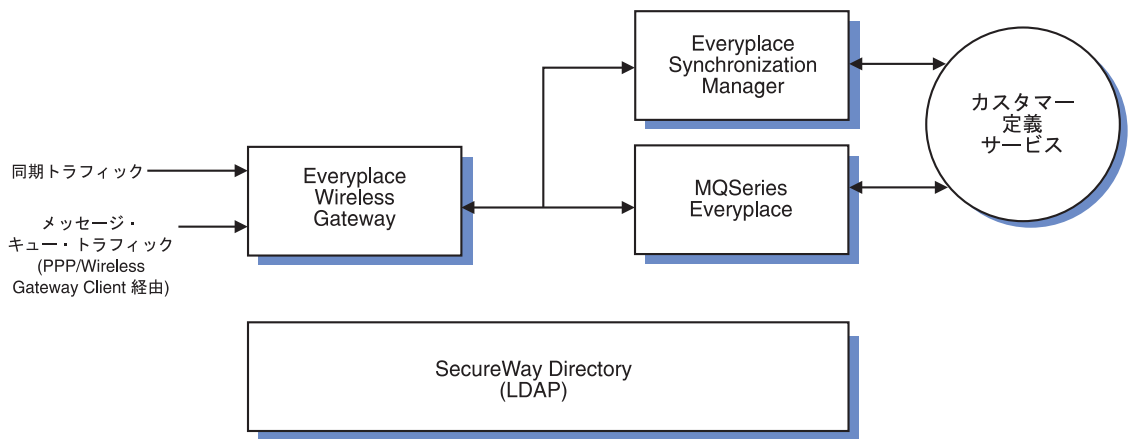 Everyplace
Synchronization
Manager
カスタマー
定義
サービス
同期トラフィック
Everyplace
Wireless
Gateway
MQSeries
Everyplace
メッセージ・
キュー・トラフィック
(PPP/Wireless
Gateway Client 経由)
SecureWay Directory
(LDAP)